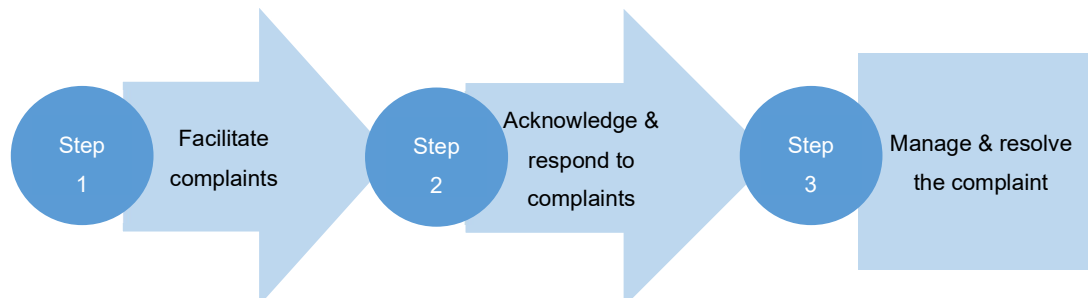 Step
1
Facilitate
complaints
Step
2
Acknowledge &
respond to
complaints
Step
3
Manage & resolve
the complaint